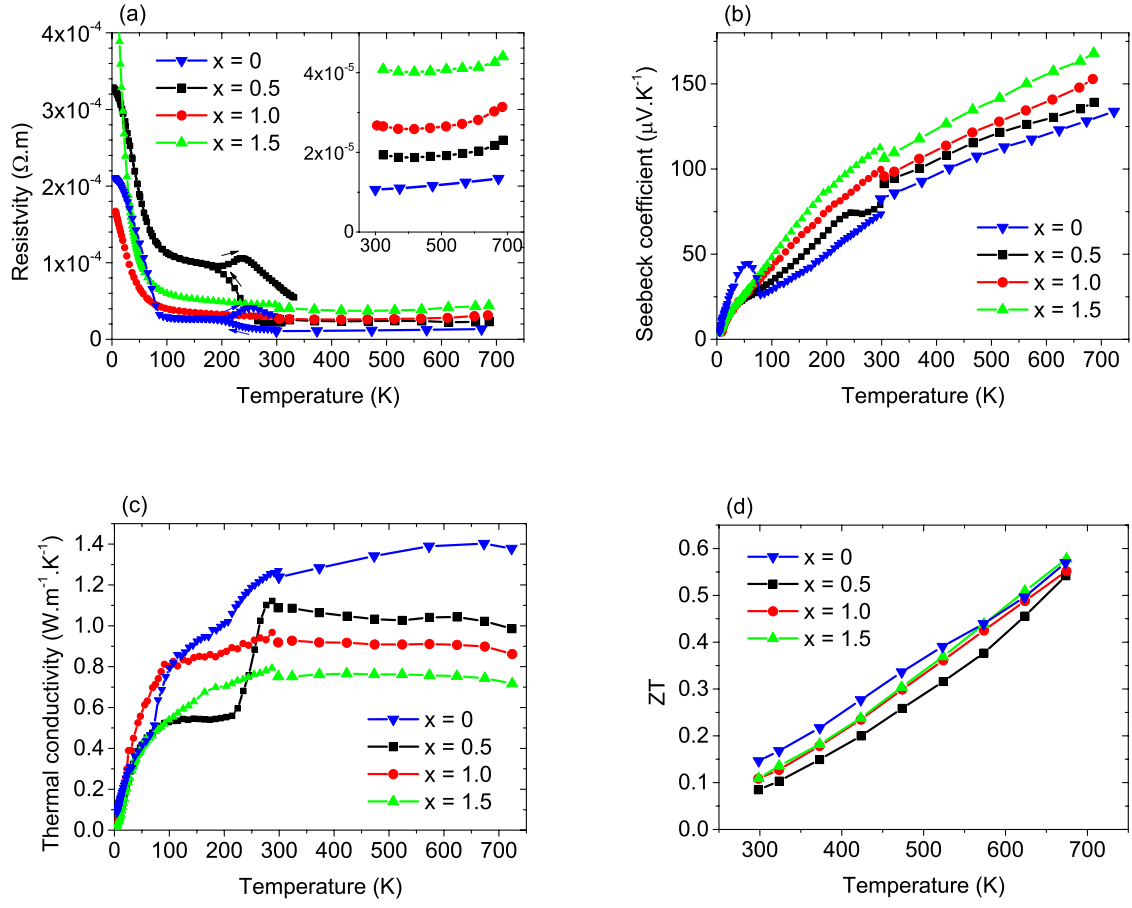 (a)
4x10⁻⁴
3x10⁻⁴
2x10⁻⁴
1x10⁻⁴
0
Resistvity (Ω.m)
x = 0
x = 0.5
x = 1.0
x = 1.5
4x10⁻⁵
2x10⁻⁵
0
300 500 700
0 100 200 300 400 500 600 700
Temperature (K)
(b)
150
100
50
0
Seebeck coefficient (μV.K⁻¹)
x = 0
x = 0.5
x = 1.0
x = 1.5
0 100 200 300 400 500 600 700
Temperature (K)
(c)
1.4
1.2
1.0
0.8
0.6
0.4
0.2
0.0
Thermal conductivity (W.m⁻¹.K⁻¹)
x = 0
x = 0.5
x = 1.0
x = 1.5
0 100 200 300 400 500 600 700
Temperature (K)
(d)
0.6
0.5
0.4
0.3
0.2
0.1
0.0
ZT
x = 0
x = 0.5
x = 1.0
x = 1.5
300 400 500 600 700
Temperature (K)